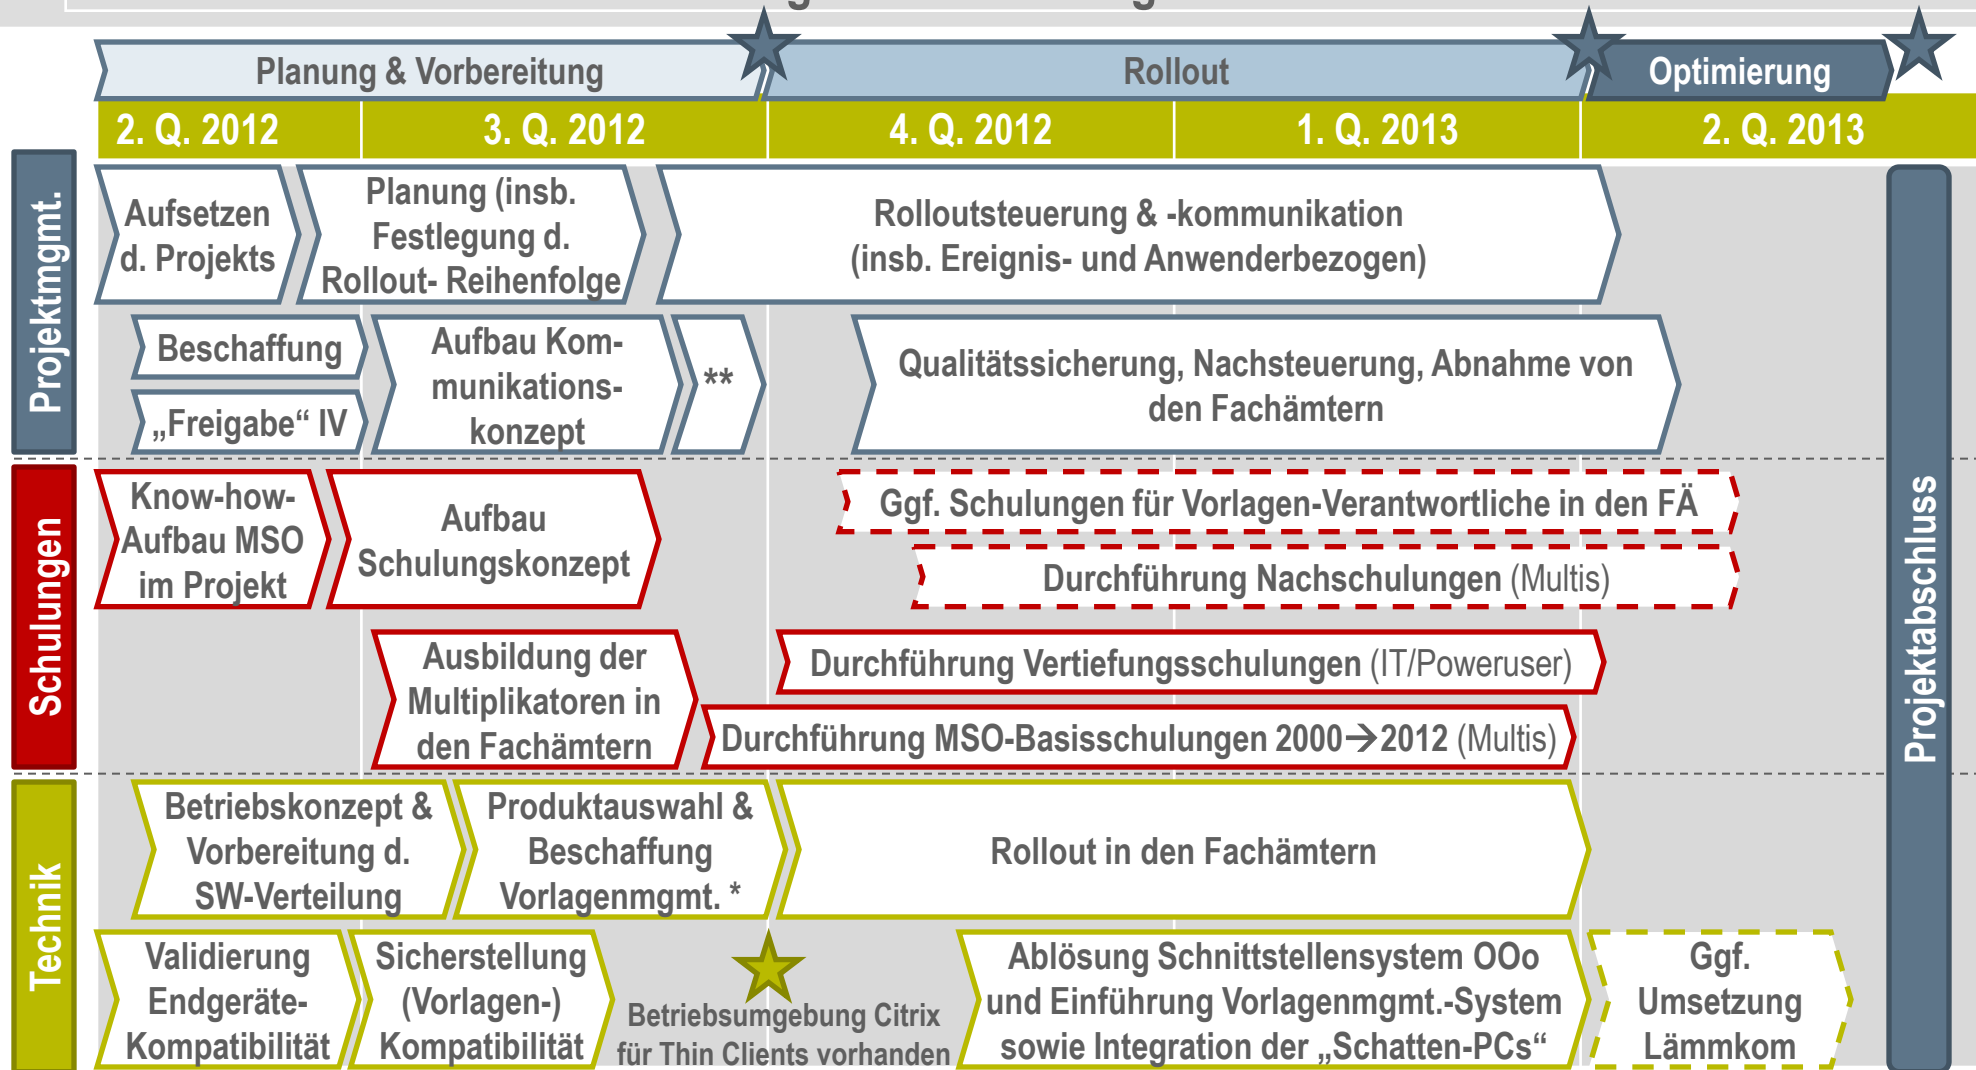 Planung & Vorbereitung
Rollout
Optimierung
2. Q. 2012
3. Q. 2012
4. Q. 2012
1. Q. 2013
2. Q. 2013
Projektmgmt.
Aufsetzen
d. Projekts
Planung (insb.
Festlegung d.
Rollout- Reihenfolge
Rolloutsteuerung & -kommunikation
(insb. Ereignis- und Anwenderbezogen)
Beschaffung
„Freigabe“ IV
Aufbau Kom-
munikations-
konzept
**
Qualitätssicherung, Nachsteuerung, Abnahme von
den Fachämtern
Schulungen
Know-how-
Aufbau MSO
im Projekt
Aufbau
Schulungskonzept
Ggf. Schulungen für Vorlagen-Verantwortliche in den FÄ
Durchführung Nachschulungen (Multis)
Ausbildung der
Multiplikatoren in
den Fachämtern
Durchführung Vertiefungsschulungen (IT/Poweruser)
Durchführung MSO-Basisschulungen 2000→2012 (Multis)
Technik
Betriebskonzept &
Vorbereitung d.
SW-Verteilung
Produktauswahl &
Beschaffung
Vorlagenmgmt. *
Rollout in den Fachämtern
Validierung
Endgeräte-
Kompatibilität
Sicherstellung
(Vorlagen-)
Kompatibilität
Betriebsumgebung Citrix
für Thin Clients vorhanden
Ablösung Schnittstellensystem OOo
und Einführung Vorlagenmgmt.-System
sowie Integration der „Schatten-PCs“
Ggf.
Umsetzung
Lämmkom
Projektabschluss